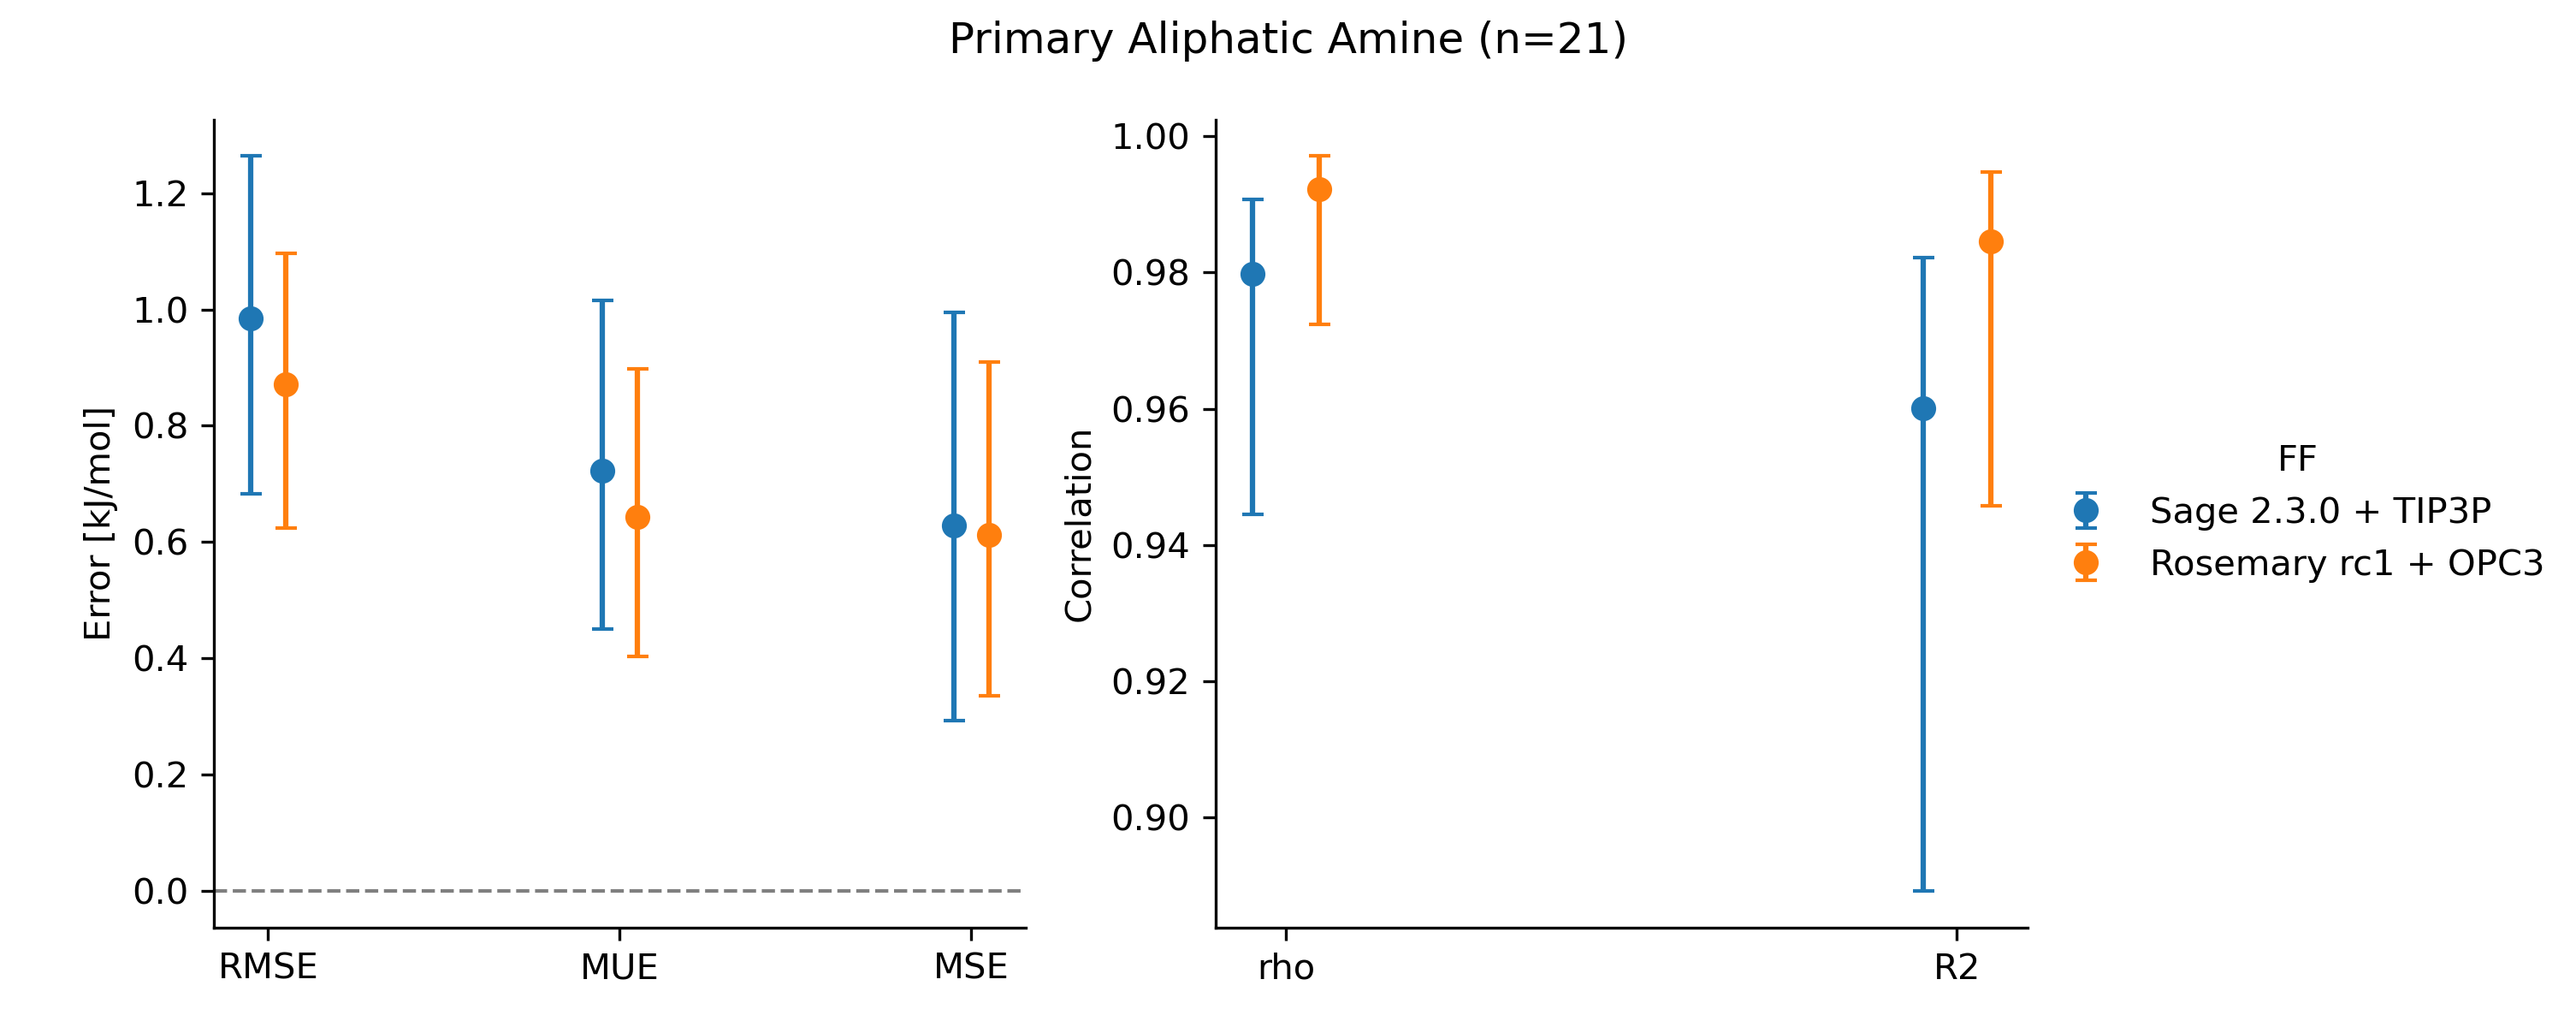 Primary Aliphatic Amine (n=21)
Error [kJ/mol]
1.2
1.0
0.8
0.6
0.4
0.2
0.0
RMSE
MUE
MSE
Correlation
1.00
0.98
0.96
0.94
0.92
0.90
rho
R2
FF
Sage 2.3.0 + TIP3P
Rosemary rc1 + OPC3